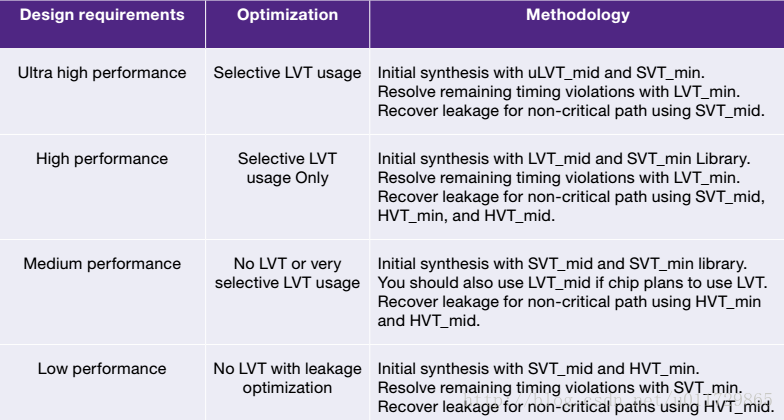 Design requirements
Optimization
Methodology
Ultra high performance
Selective LVT usage
Initial synthesis with uLVT_mid and SVT_min.
Resolve remaining timing violations with LVT_min.
Recover leakage for non-critical path using SVT_mid.
High performance
Selective LVT
usage Only
Initial synthesis with LVT_mid and SVT_min Library.
Resolve remaining timing violations with LVT_min.
Recover leakage for non-critical path using SVT_mid,
HVT_min, and HVT_mid.
Medium performance
No LVT or very
selective LVT usage
Initial synthesis with SVT_mid and SVT_min library.
You should also use LVT_mid if chip plans to use LVT.
Recover leakage for non-critical path using HVT_min
and HVT_mid.
Low performance
No LVT with leakage
optimization
Initial synthesis with SVT_mid and HVT_min.
Resolve remaining timing violations with SVT_min.
Recover leakage for non-critical paths using HVT_mid.